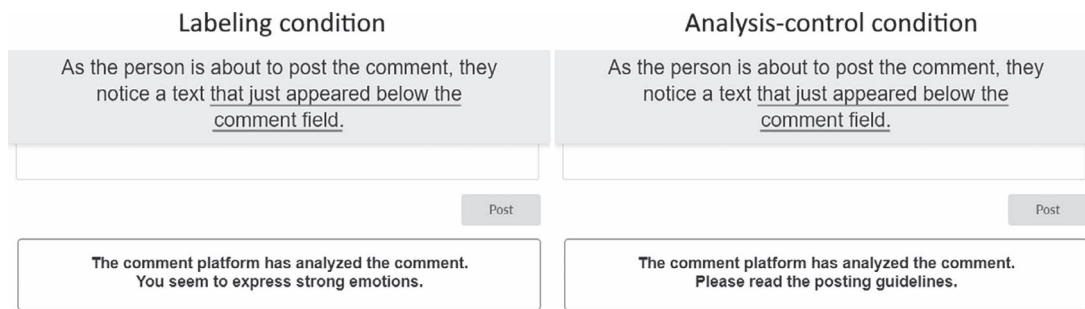 Labeling condition
As the person is about to post the comment, they
notice a text that just appeared below the
comment field.
Post
The comment platform has analyzed the comment.
You seem to express strong emotions.
Analysis-control condition
As the person is about to post the comment, they
notice a text that just appeared below the
comment field.
Post
The comment platform has analyzed the comment.
Please read the posting guidelines.